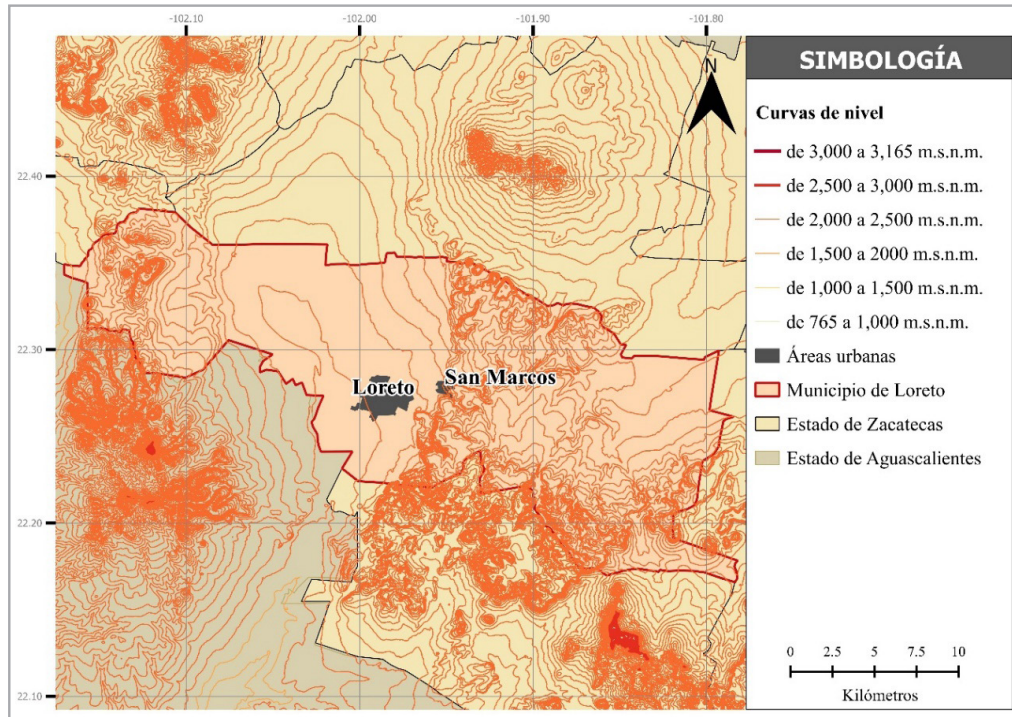 -102.10
-102.00
-101.90
-101.80
22.40
22.30
22.20
22.10
Loreto
San Marcos
SIMBOLOGÍA
N
Curvas de nivel
de 3,000 a 3,165 m.s.n.m.
de 2,500 a 3,000 m.s.n.m.
de 2,000 a 2,500 m.s.n.m.
de 1,500 a 2000 m.s.n.m.
de 1,000 a 1,500 m.s.n.m.
de 765 a 1,000 m.s.n.m.
Áreas urbanas
Municipio de Loreto
Estado de Zacatecas
Estado de Aguascalientes
0 2.5 5 7.5 10
Kilómetros